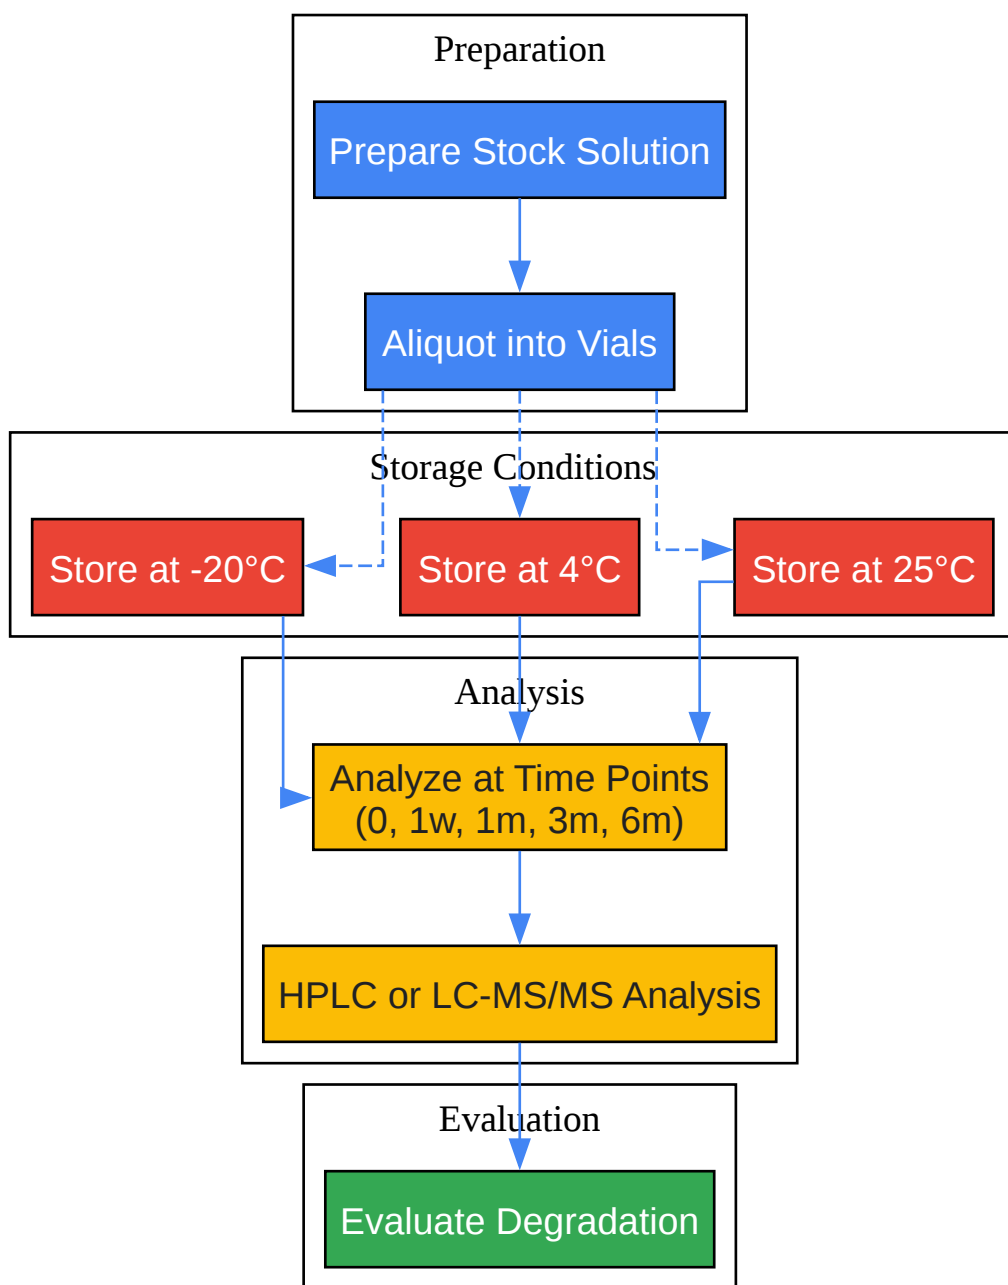 Preparation
Prepare Stock Solution
Aliquot into Vials
Storage Conditions
Store at -20°C
Store at 4°C
Store at 25°C
Analysis
Analyze at Time Points
(0, 1w, 1m, 3m, 6m)
HPLC or LC-MS/MS Analysis
Evaluation
Evaluate Degradation